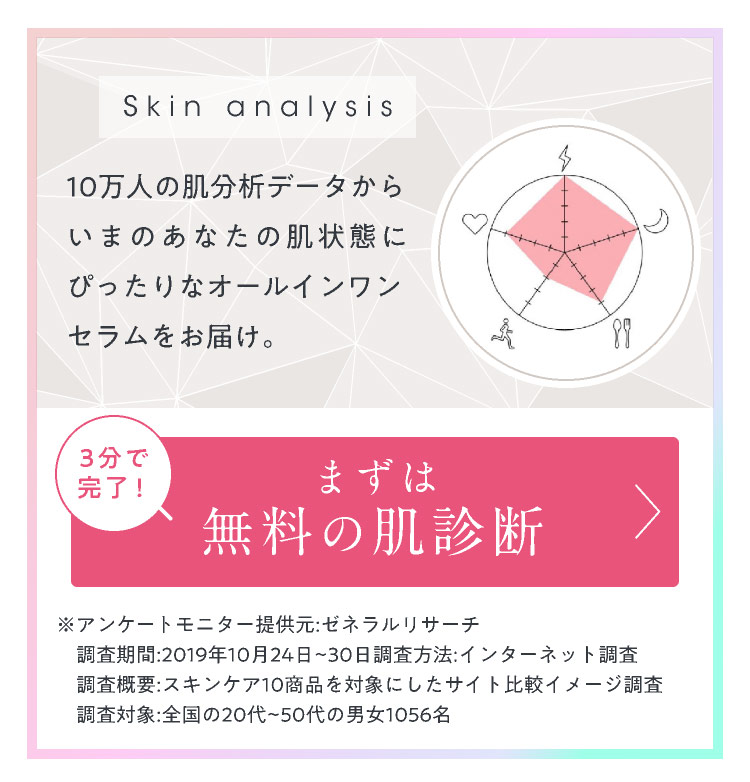 Skin analysis
10万人の肌分析データから
いまのあなたの肌状態に
ぴったりなオールインワン
セラムをお届け。
3分で
完了!
まずは
無料の肌診断
※アンケートモニター提供元:ゼネラルリサーチ
調査期間:2019年10月24日~30日調査方法:インターネット調査
調査概要:スキンケア10商品を対象にしたサイト比較イメージ調査
調査対象:全国の20代~50代の男女1056名